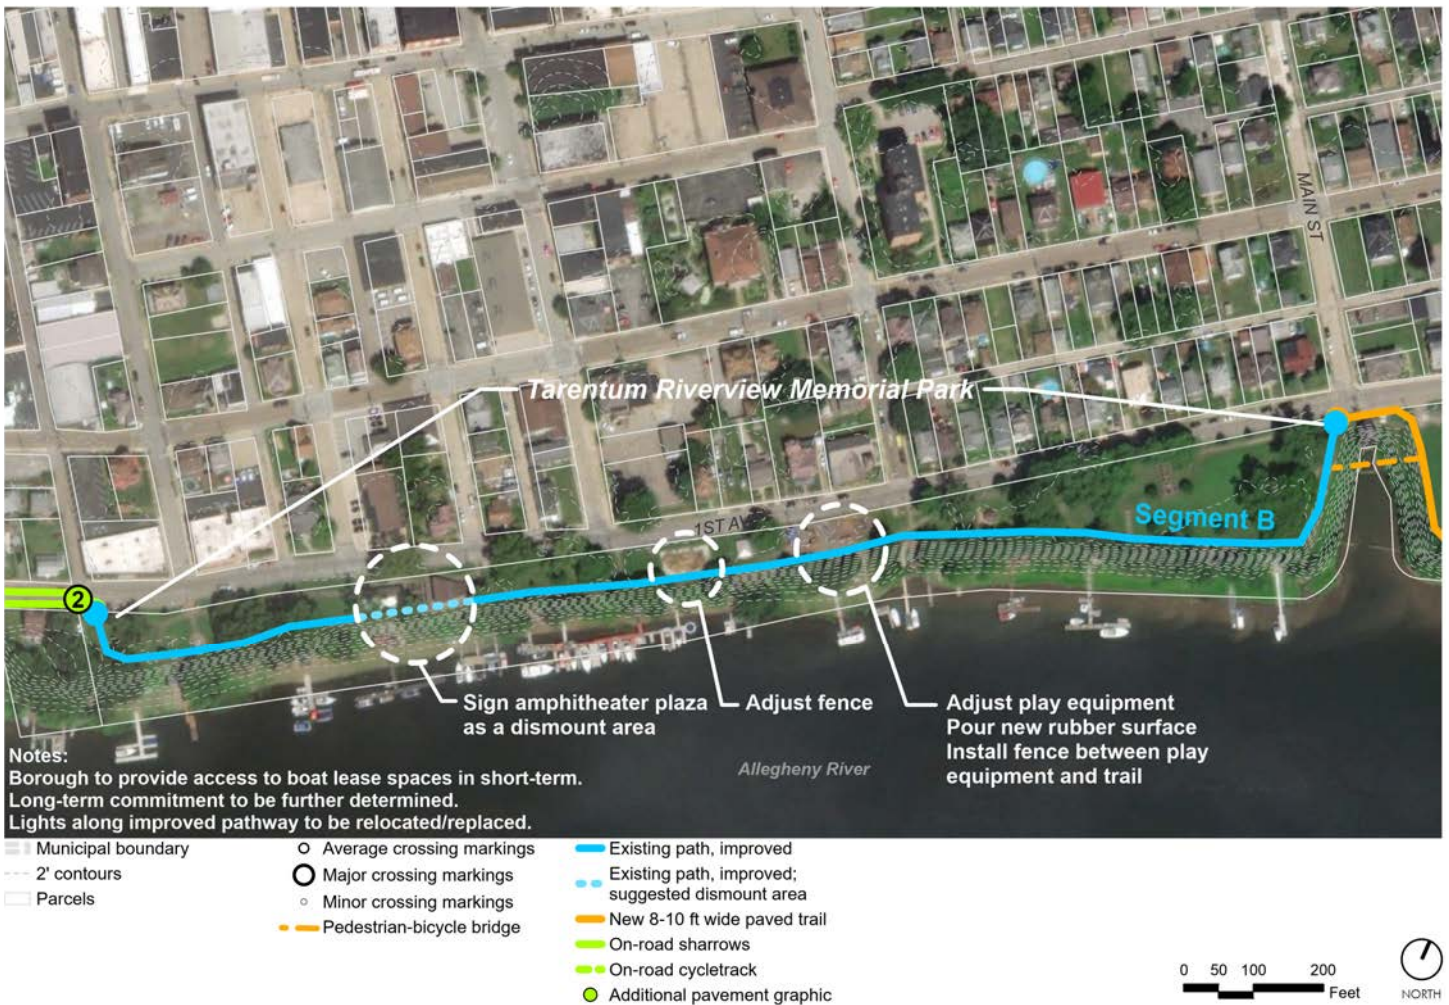 MAIN ST
Tarentum Riverview Memorial Park
Segment B
1ST AV
2
Sign amphitheater plaza
as a dismount area
Adjust fence
Adjust play equipment
Pour new rubber surface
Install fence between play
equipment and trail
Allegheny River
Notes:
Borough to provide access to boat lease spaces in short-term.
Long-term commitment to be further determined.
Lights along improved pathway to be relocated/replaced.
Municipal boundary
2' contours
Parcels
Average crossing markings
Major crossing markings
Minor crossing markings
Pedestrian-bicycle bridge
Existing path, improved
Existing path, improved;
suggested dismount area
New 8-10 ft wide paved trail
On-road sharrows
On-road cycletrack
Additional pavement graphic
0 50 100 200
Feet
NORTH